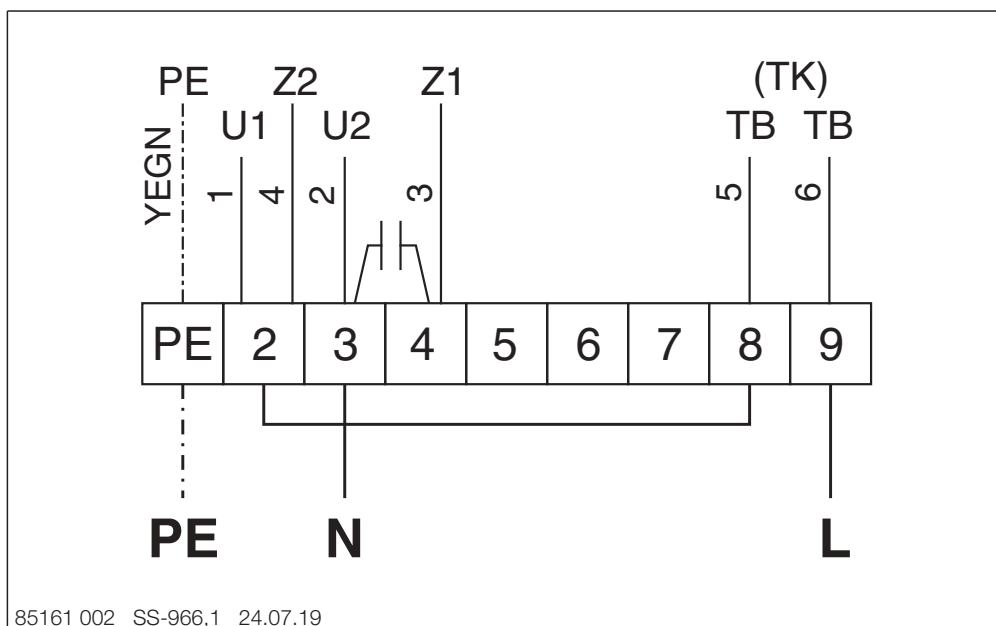 PE Z2 Z1 (TK)
U1 U2 TB TB
YEGN 1 4 2 3 5 6
PE 2 3 4 5 6 7 8 9
PE N L
85161 002 SS-966,1 24.07.19